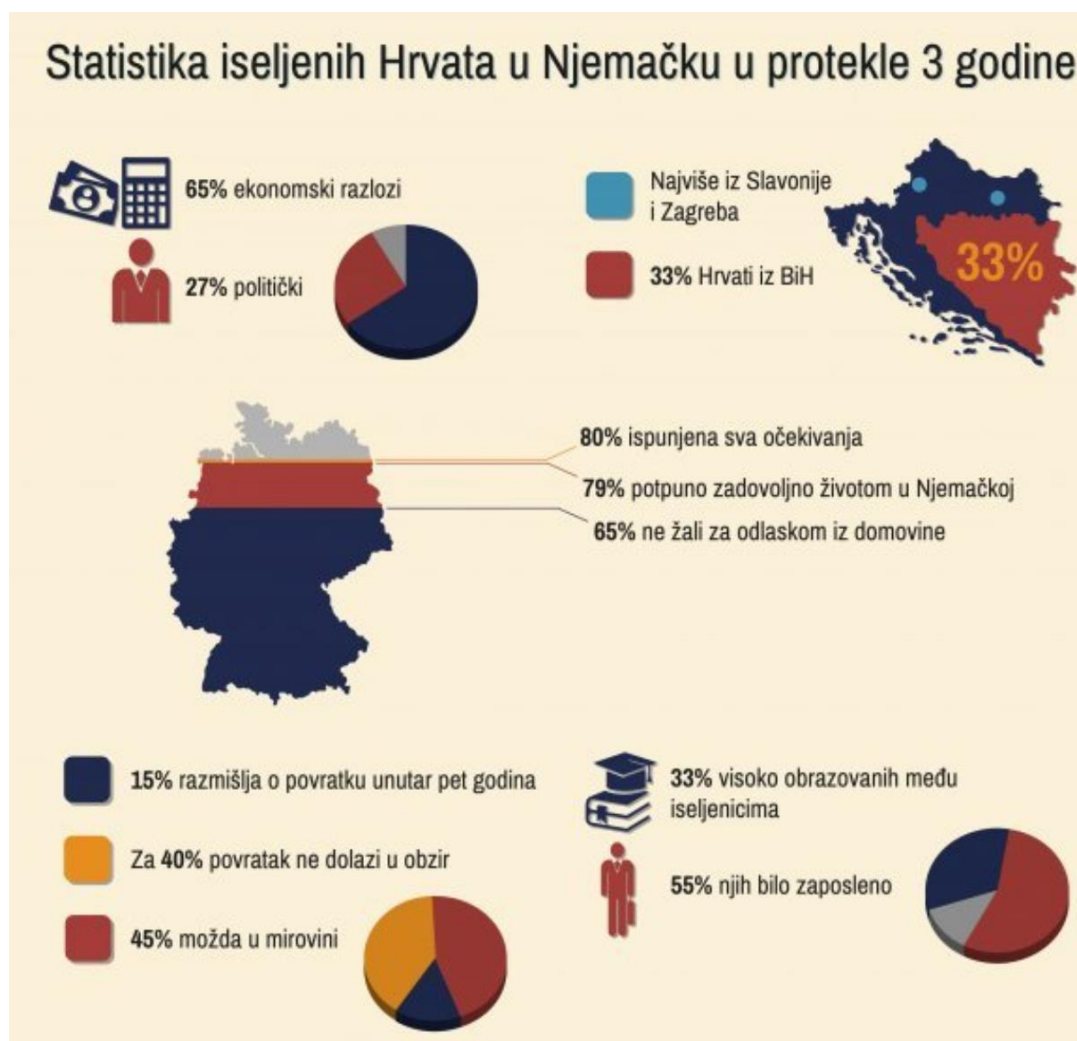 Statistika iseljenih Hrvata u Njemačku u protekle 3 godine
65% ekonomski razlozi
27% politički
Najviše iz Slavonije
i Zagreba
33% Hrvati iz BiH
33%
80% ispunjena sva očekivanja
79% potpuno zadovoljno životom u Njemačkoj
65% ne žali za odlaskom iz domovine
15% razmišlja o povratku unutar pet godina
Za 40% povratak ne dolazi u obzir
45% možda u mirovini
33% visoko obrazovanih među
iseljenicima
55% njih bilo zaposleno